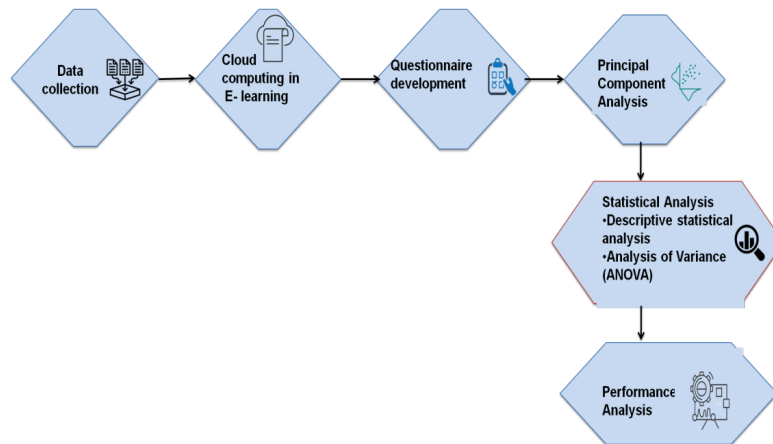 Data
collection
Cloud
computing in
E- learning
Questionnaire
development
Principal
Component
Analysis
Statistical Analysis
•Descriptive statistical
analysis
•Analysis of Variance
(ANOVA)
Performance
Analysis